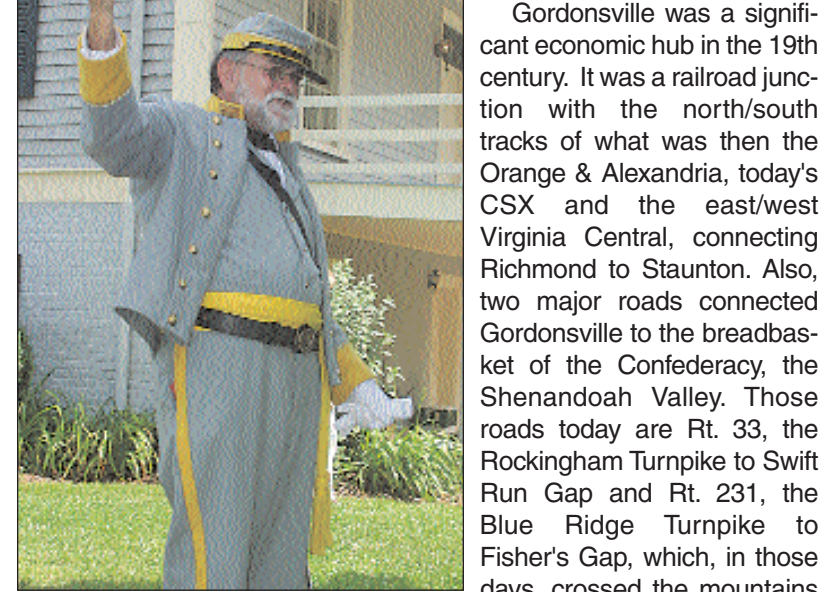 Gordonsville was a signifi-
cant economic hub in the 19th
century. It was a railroad junc-
tion with the north/south
tracks of what was then the
Orange & Alexandria, today's
CSX and the east/west
Virginia Central, connecting
Richmond to Staunton. Also,
two major roads connected
Gordonsville to the breadbas-
ket of the Confederacy, the
Shenandoah Valley. Those
roads today are Rt. 33, the
Rockingham Turnpike to Swift
Run Gap and Rt. 231, the
Blue Ridge Turnpike to
Fisher's Gap, which, in those
days, crossed the mountains